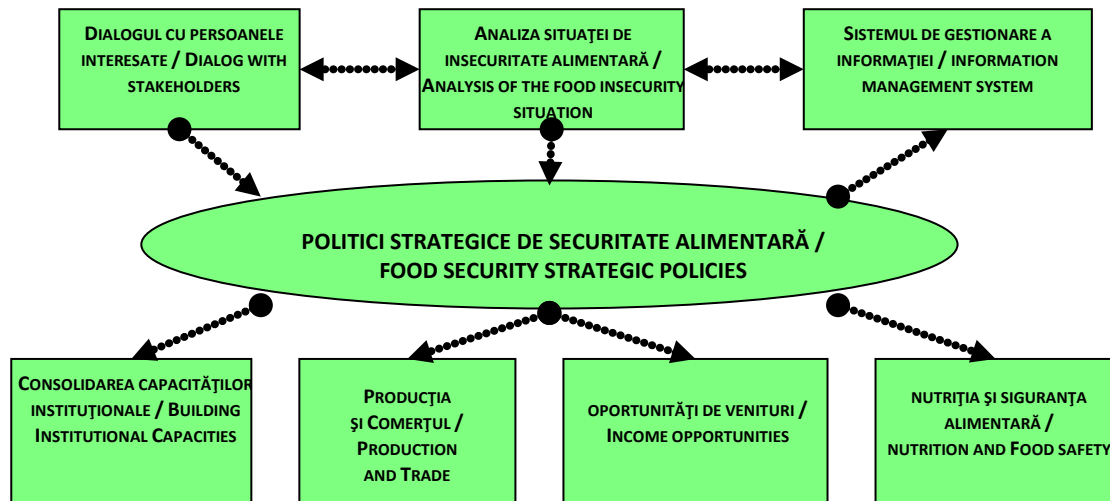 Dialogul cu persoanele
interesate / Dialog with
stakeholders
Analiza situaţei de
insecuritate alimentară /
Analysis of the food insecurity
situation
Sistemul de gestionare a
informaţiei / information
management system
POLITICI STRATEGICE DE SECURITATE ALIMENTARĂ /
FOOD SECURITY STRATEGIC POLICIES
Consolidarea capacităţilor
instituţionale / Building
Institutional Capacities
Producţia
şi Comerţul /
Production
and Trade
oportunităţi de venituri /
Income opportunities
nutriţia şi siguranţa
alimentară /
nutrition and Food safety